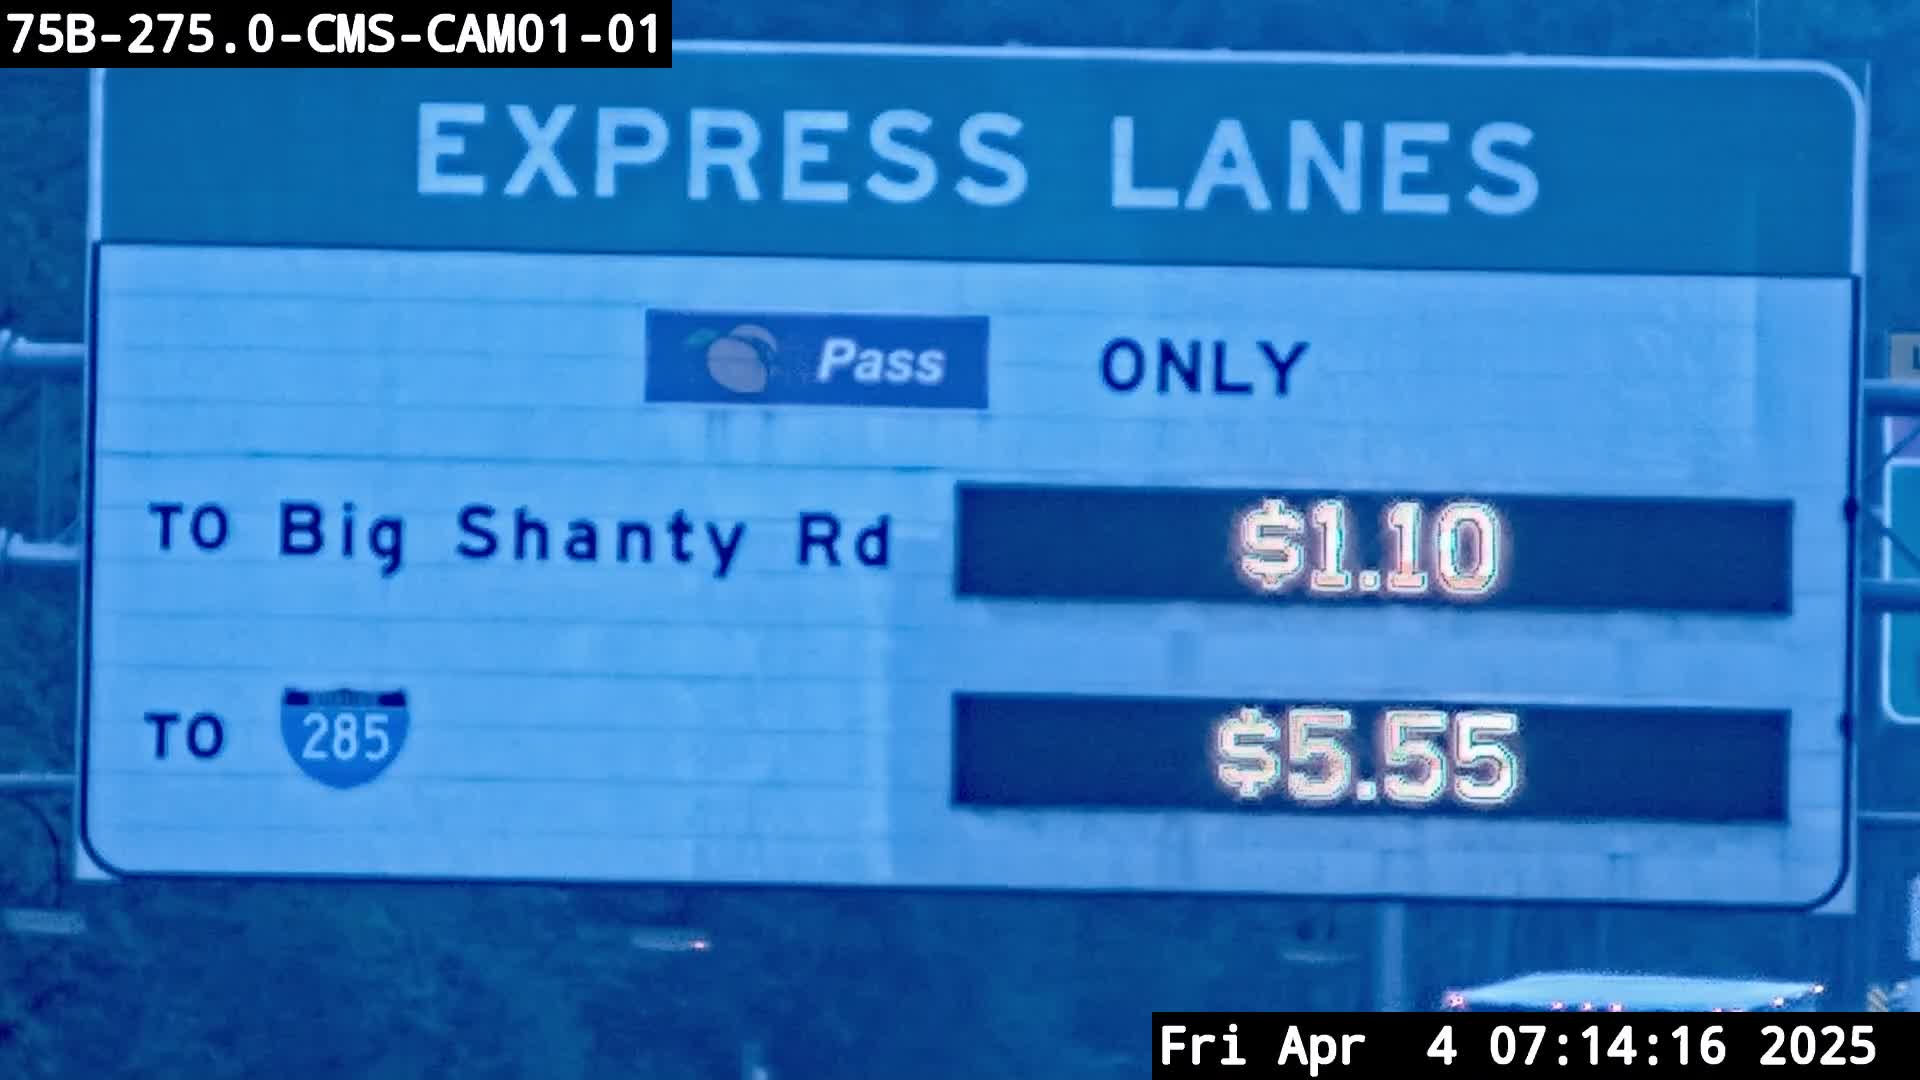 75B-275.0-CMS-CAM01-01
EXPRESS LANES
Pass ONLY
TO Big Shanty Rd $1.10
TO 285 $5.55
Fri Apr 4 07:14:16 2025